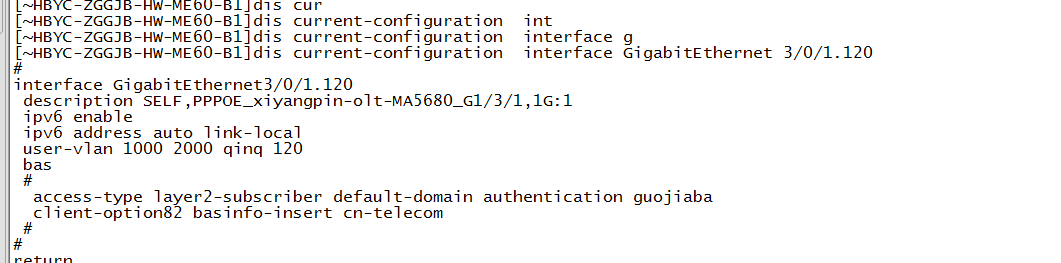 [~HBYC-ZGGJB-HW-ME60-B1]dis cur
[~HBYC-ZGGJB-HW-ME60-B1]dis current-configuration  int
[~HBYC-ZGGJB-HW-ME60-B1]dis current-configuration  interface g
[~HBYC-ZGGJB-HW-ME60-B1]dis current-configuration  interface GigabitEthernet 3/0/1.120
#
interface GigabitEthernet3/0/1.120
 description SELF,PPPOE_xiyangpin-olt-MA5680_G1/3/1,1G:1
 ipv6 enable
 ipv6 address auto link-local
 user-vlan 1000 2000 qinq 120
 bas
 #
  access-type layer2-subscriber default-domain authentication guojiaba
  client-option82 basinfo-insert cn-telecom
 #
#
return